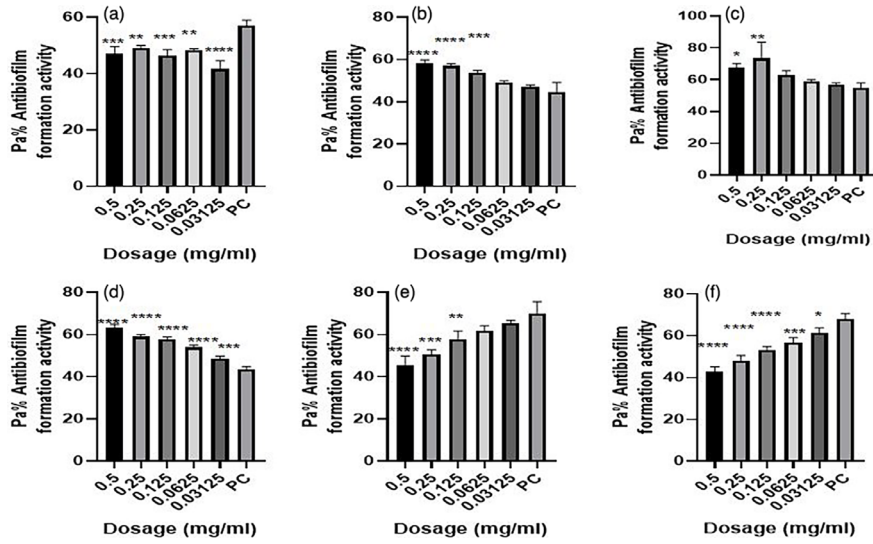 (a)
Pa% Antibiofilm
formation activity
60
40
20
0
*** ** *** ** ****
0.5 0.25 0.125 0.0625 0.03125 PC
Dosage (mg/ml)
(b)
Pa% Antibiofilm
formation activity
80
60
40
20
0
**** **** ***
0.5 0.25 0.125 0.0625 0.03125 PC
Dosage (mg/ml)
(c)
Pa% Antibiofilm
formation activity
100
80
60
40
20
0
* **
0.5 0.25 0.125 0.0625 0.03125 PC
Dosage (mg/ml)
(d)
Pa% Antibiofilm
formation activity
80
60
40
20
0
**** **** **** **** ***
0.5 0.25 0.125 0.0625 0.03125 PC
Dosage (mg/ml)
(e)
Pa% Antibiofilm
formation activity
80
60
40
20
0
**** *** **
0.5 0.25 0.125 0.0625 0.03125 PC
Dosage (mg/ml)
(f)
Pa% Antibiofilm
formation activity
80
60
40
20
0
**** **** **** *** *
0.5 0.25 0.125 0.0625 0.03125 PC
Dosage (mg/ml)